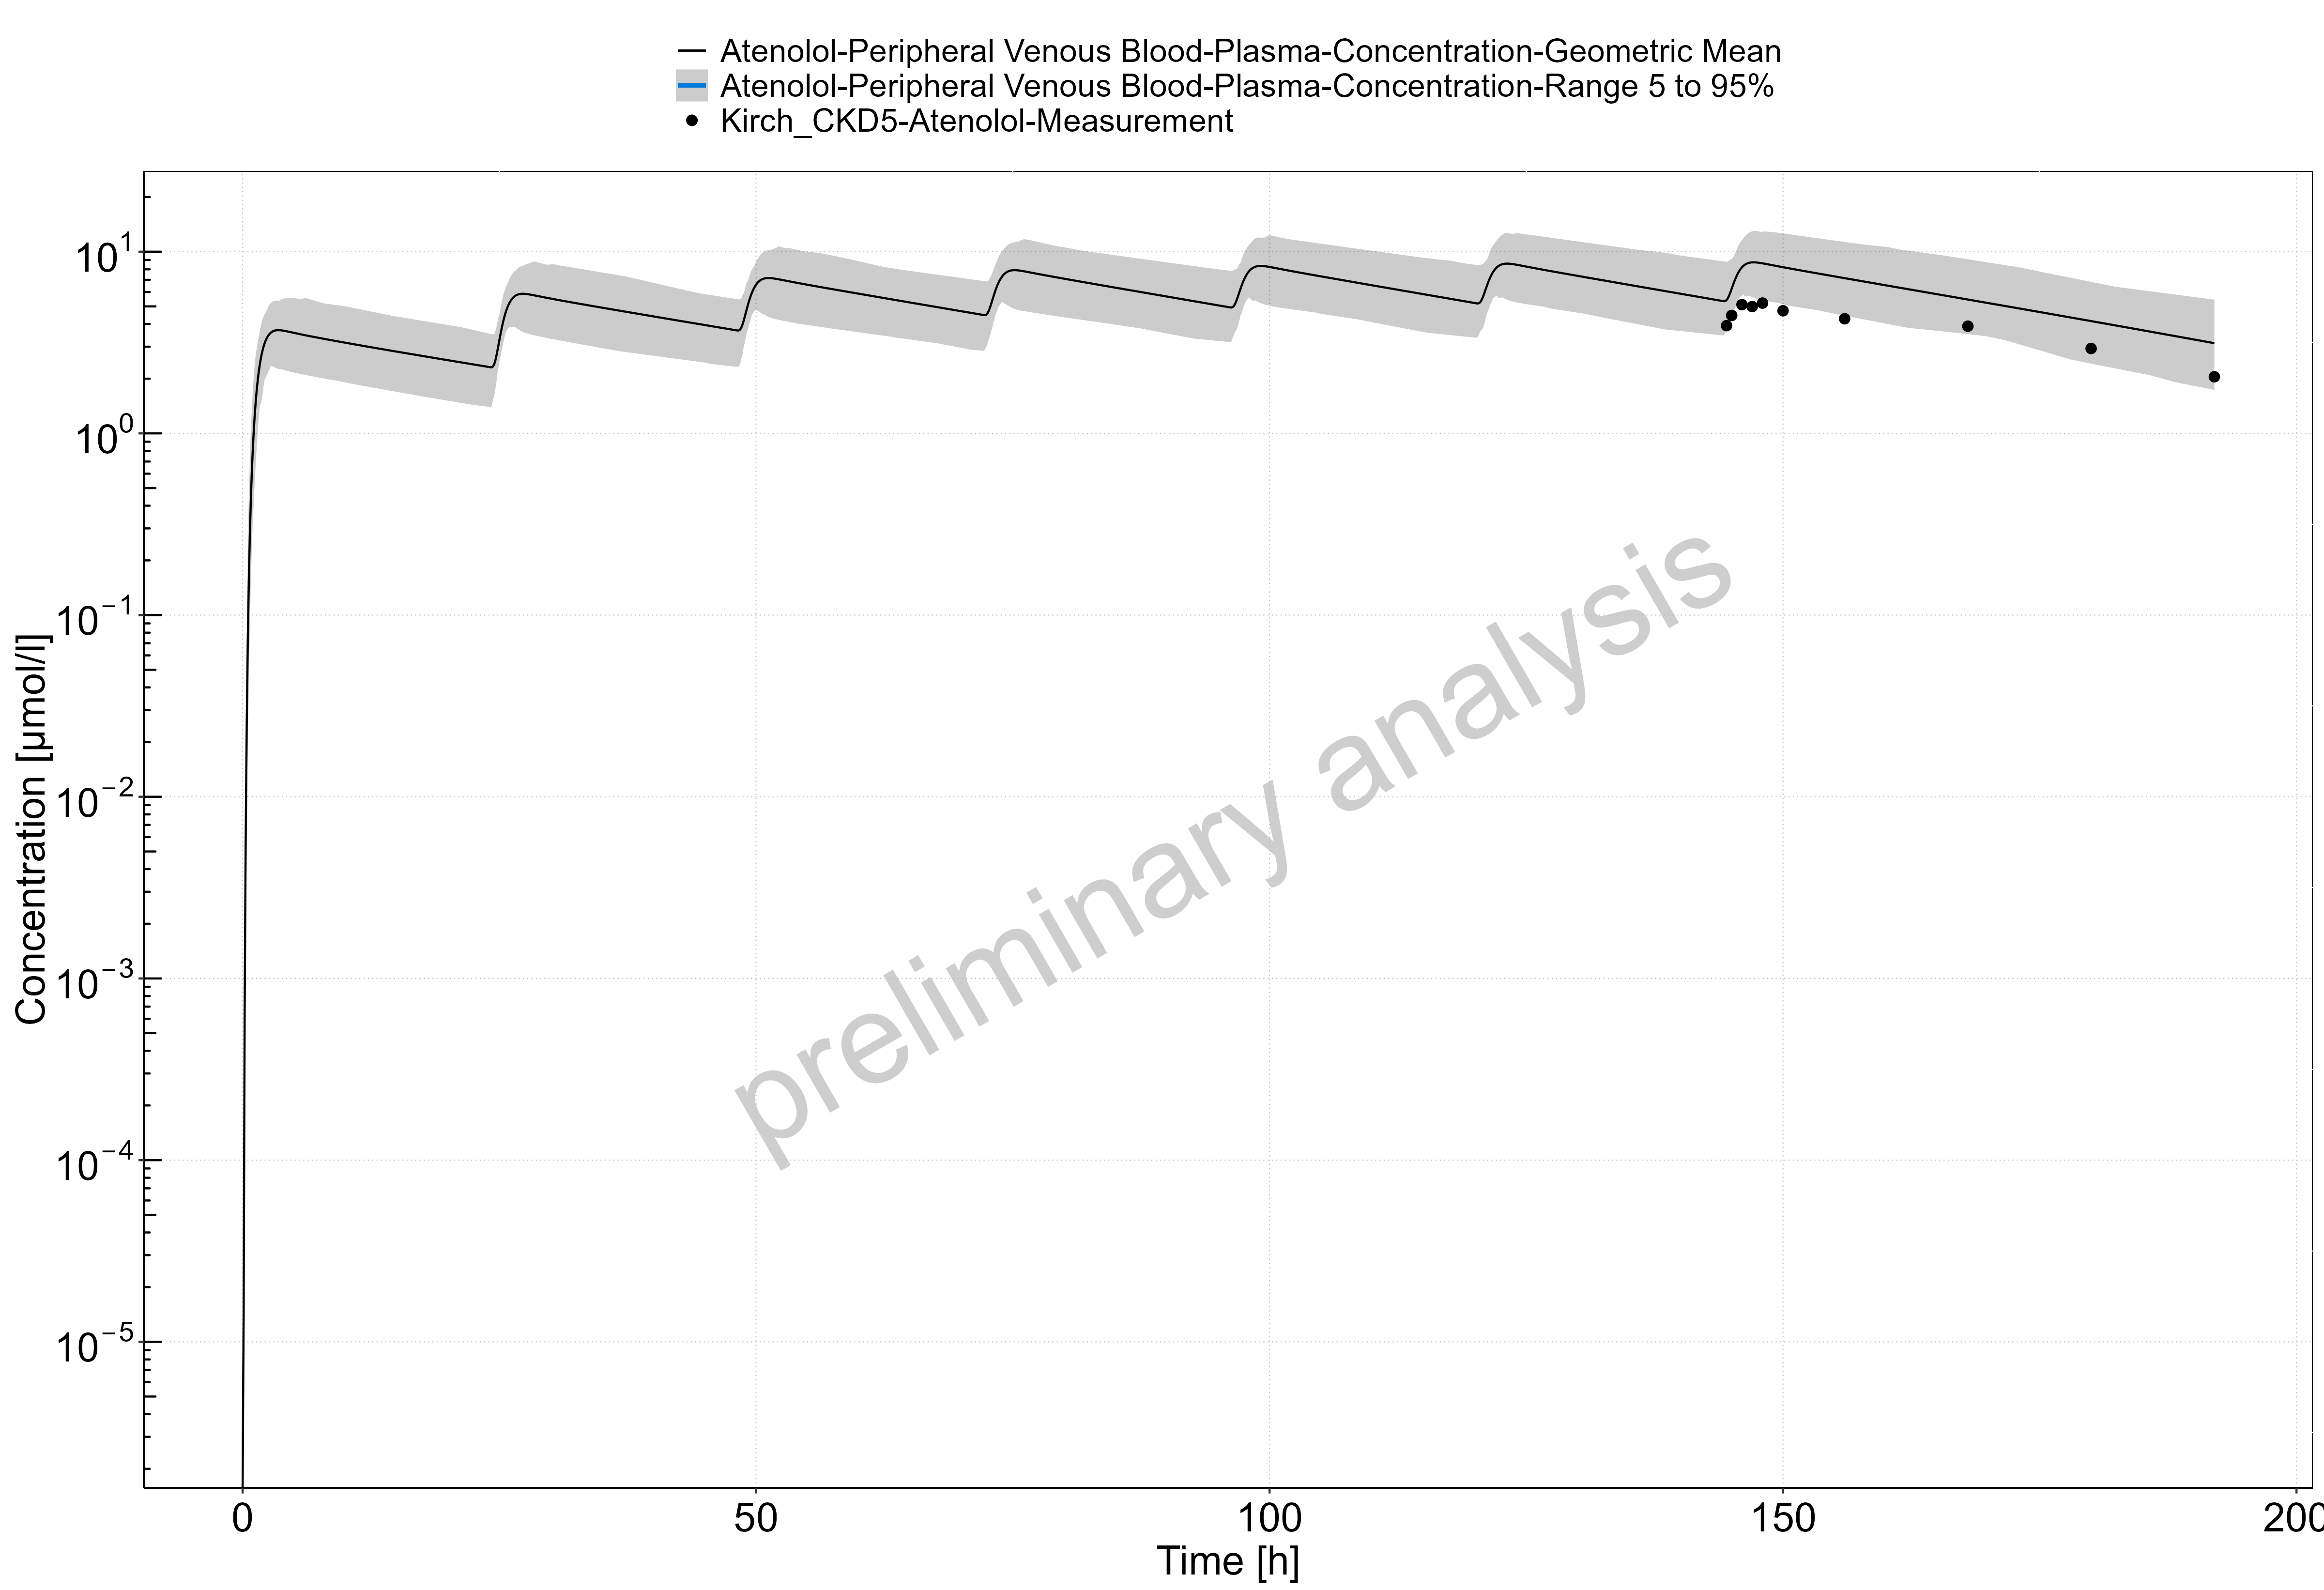 Atenolol-Peripheral Venous Blood-Plasma-Concentration-Geometric Mean
Atenolol-Peripheral Venous Blood-Plasma-Concentration-Range 5 to 95%
Kirch_CKD5-Atenolol-Measurement
10^1
10^0
10^−1
10^−2
10^−3
10^−4
10^−5
Concentration [µmol/l]
preliminary analysis
0 50 100 150 200
Time [h]